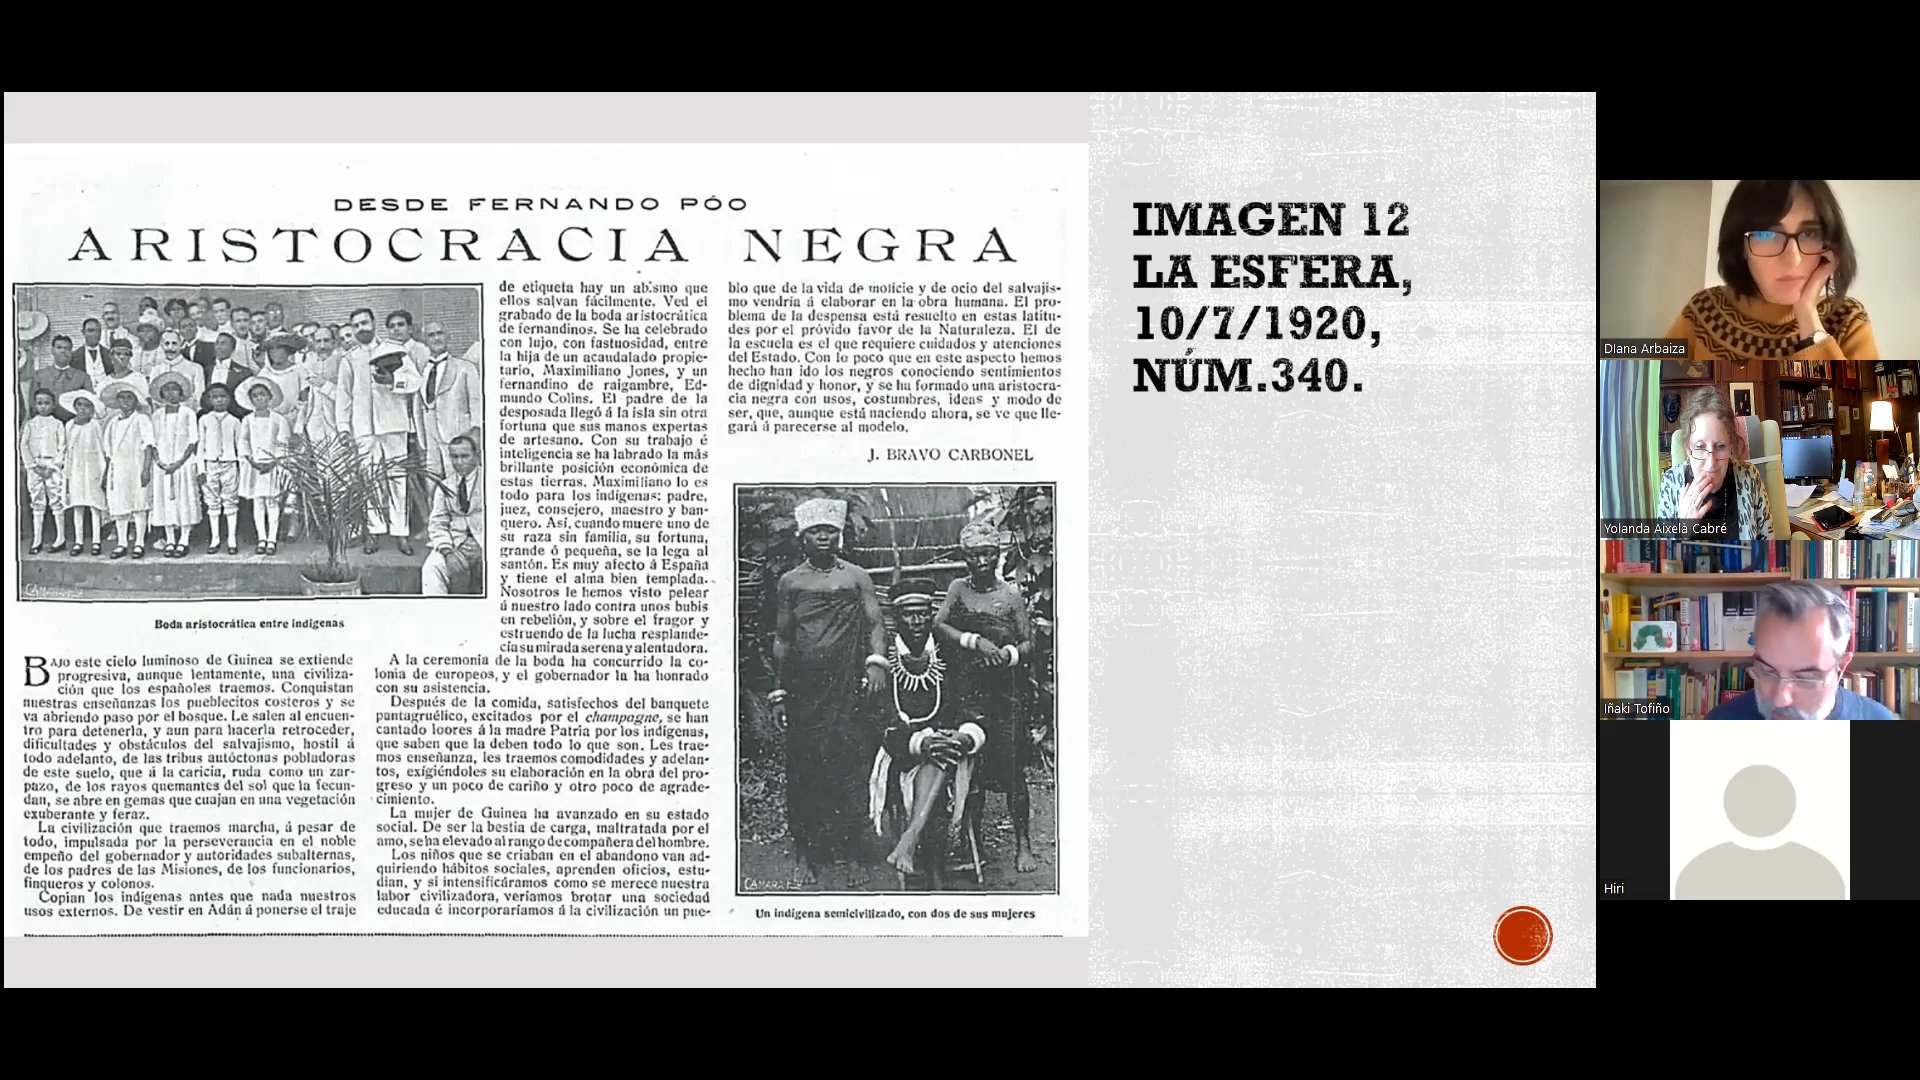 DESDE FERNANDO PÓO
ARISTOCRACIA NEGRA
Boda aristocrática entre indígenas
BAJO este cielo luminoso de Guinea se extiende
progresiva, aunque lentamente, una civiliza-
ción que los españoles traemos. Conquistan
nuestras enseñanzas los pueblecitos costeros y se
va abriendo paso por el bosque. Le salen al encuen-
tro para detenerla, y aun para hacerla retroceder,
dificultades y obstáculos del salvajismo, hostil á
todo adelanto, de las tribus autóctonas pobladoras
de este suelo, que á la caricia, ruda como un zar-
pazo, de los rayos quemantes del sol que la fecun-
dan, se abre en gemas que cuajan en una vegetación
exuberante y feraz.
La civilización que traemos marcha, á pesar de
todo, impulsada por la perseverancia en el noble
empeño del gobernador y autoridades subalternas,
de los padres de las Misiones, de los funcionarios,
finqueros y colonos.
Copian los indígenas antes que nada nuestros
usos externos. De vestir en Adán á ponerse el traje
de etiqueta hay un abismo que
ellos salvan fácilmente. Ved el
grabado de la boda aristocrática
de fernandinos. Se ha celebrado
con lujo, con fastuosidad, entre
la hija de un acaudalado propie-
tario, Maximiliano Jones, y un
fernandino de raigambre, Ed-
mundo Colins. El padre de la
desposada llegó á la isla sin otra
fortuna que sus manos expertas
de artesano. Con su trabajo é
inteligencia se ha labrado la más
brillante posición económica de
estas tierras. Maximiliano lo es
todo para los indígenas: padre,
juez, consejero, maestro y ban-
quero. Así, cuando muere uno de
su raza sin familia, su fortuna,
grande ó pequeña, se la lega al
santón. Es muy afecto á España
y tiene el alma bien templada.
Nosotros le hemos visto pelear
á nuestro lado contra unos bubis
en rebelión, y sobre el fragor y
estruendo de la lucha resplande-
cía su mirada serena y alentadora.
A la ceremonia de la boda ha concurrido la co-
lonia de europeos, y el gobernador la ha honrado
con su asistencia.
Después de la comida, satisfechos del banquete
pantagruélico, excitados por el champagne, se han
cantado loores á la madre Patria por los indígenas,
que saben que la deben todo lo que son. Les trae-
mos enseñanza, les traemos comodidades y adelan-
tos, exigiéndoles su elaboración en la obra del pro-
greso y un poco de cariño y otro poco de agrade-
cimiento.
La mujer de Guinea ha avanzado en su estado
social. De ser la bestia de carga, maltratada por el
amo, se ha elevado al rango de compañera del hombre.
Los niños que se criaban en el abandono van ad-
quiriendo hábitos sociales, aprenden oficios, estu-
dian, y si intensificáramos como se merece nuestra
labor civilizadora, veríamos brotar una sociedad
educada é incorporaríamos á la civilización un pue-
blo que de la vida de molicie y de ocio del salvajis-
mo vendría á elaborar en la obra humana. El pro-
blema de la despensa está resuelto en estas latitu-
des por el próvido favor de la Naturaleza. El de
la escuela es el que requiere cuidados y atenciones
del Estado. Con lo poco que en este aspecto hemos
hecho han ido los negros conociendo sentimientos
de dignidad y honor, y se ha formado una aristocra-
cia negra con usos, costumbres, ideas y modo de
ser, que, aunque está naciendo ahora, se ve que lle-
gará á parecerse al modelo.
J. BRAVO CARBONEL
Un indígena semicivilizado, con dos de sus mujeres
IMAGEN 12
LA ESFERA,
10/7/1920,
NÚM.340.
DIana Arbaiza
Yolanda Aixelà Cabré
Iñaki Tofiño
Hiri